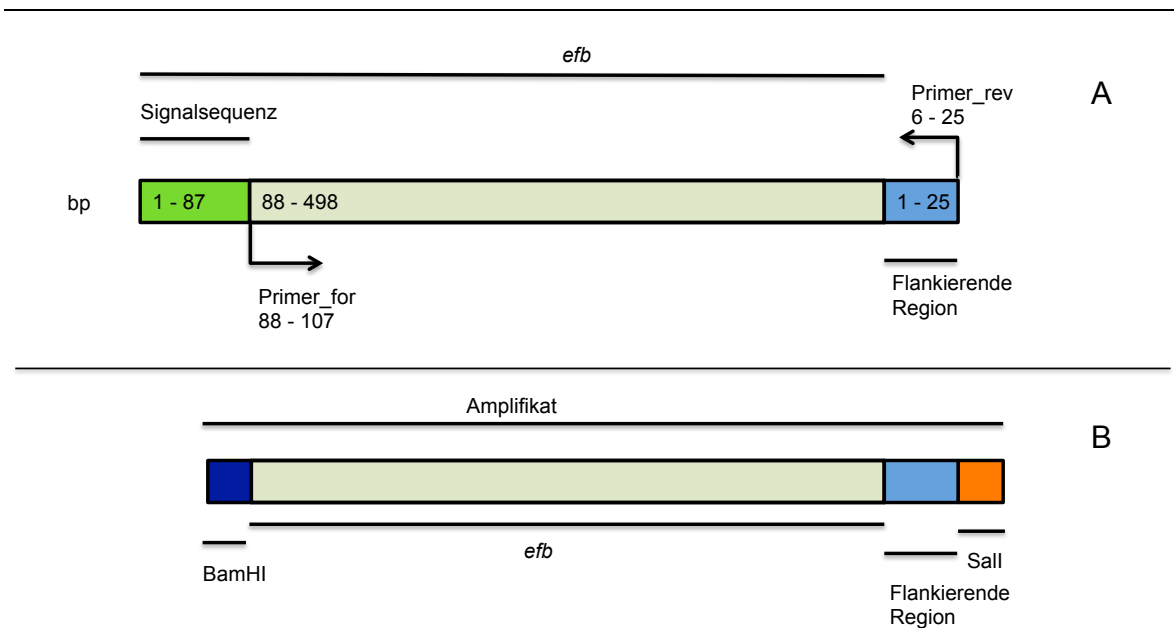 efb
A
Signalsequenz
Primer_rev
6 - 25
bp
1 - 87
88 - 498
1 - 25
Primer_for
88 - 107
Flankierende
Region
Amplifikat
B
BamHI
efb
SalI
Flankierende
Region